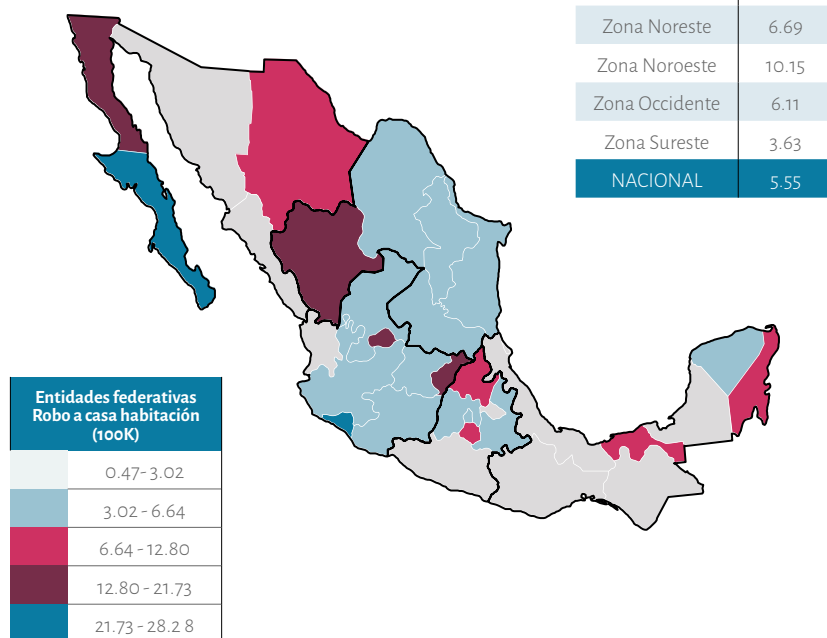 Zona Noreste 6.69
Zona Noroeste 10.15
Zona Occidente 6.11
Zona Sureste 3.63
NACIONAL 5.55
Entidades federativas
Robo a casa habitación
(100K)
0.47-3.02
3.02 - 6.64
6.64 - 12.80
12.80 - 21.73
21.73 - 28.2 8